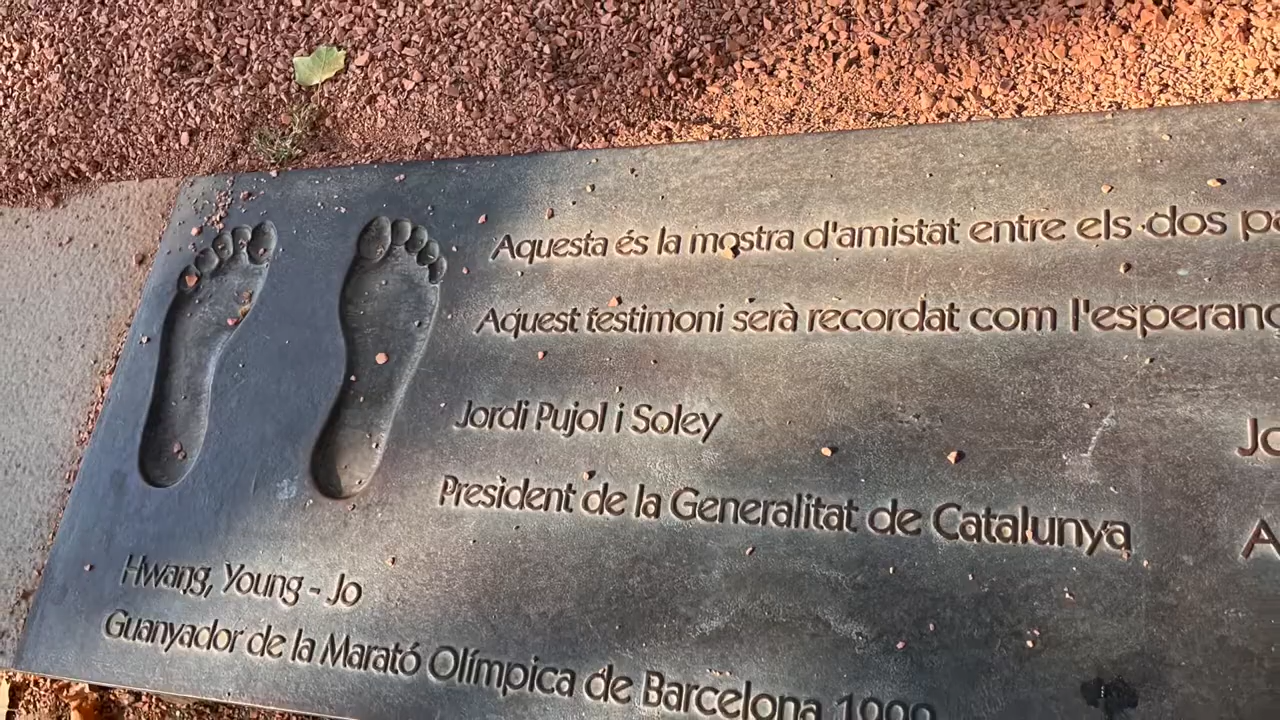 Aquesta és la mostra d'amistat entre els dos
Aquest testimoni serà recordat com l'esperanç
Jordi Pujol i Soley
President de la Generalitat de Catalunya
Hwang, Young - Jo
Guanyador de la Marató Olímpica de Barcelona